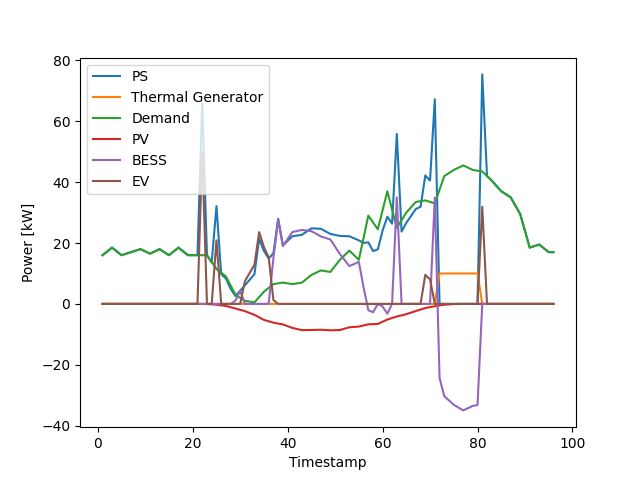 80
60
40
20
0
−20
−40
Power [kW]
PS
Thermal Generator
Demand
PV
BESS
EV
0
20
40
60
80
100
Timestamp